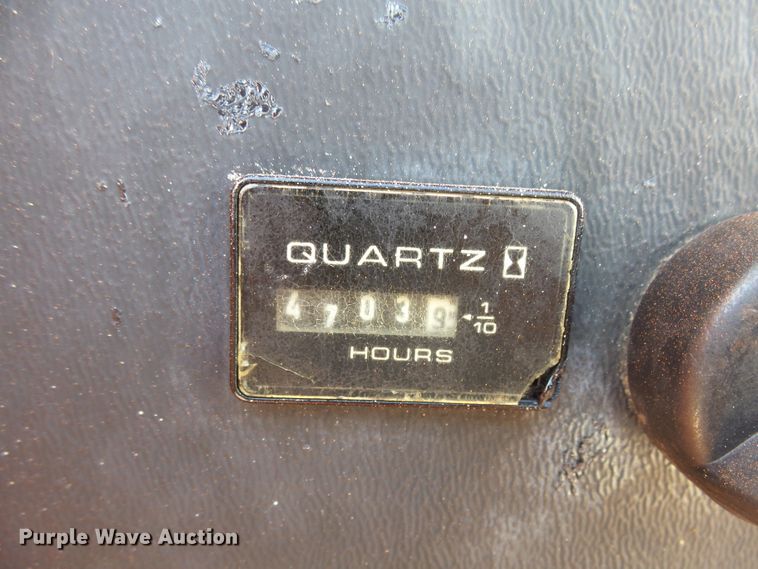 QUARTZ
4 7 0 3 9 1/10
HOURS
Purple Wave Auction